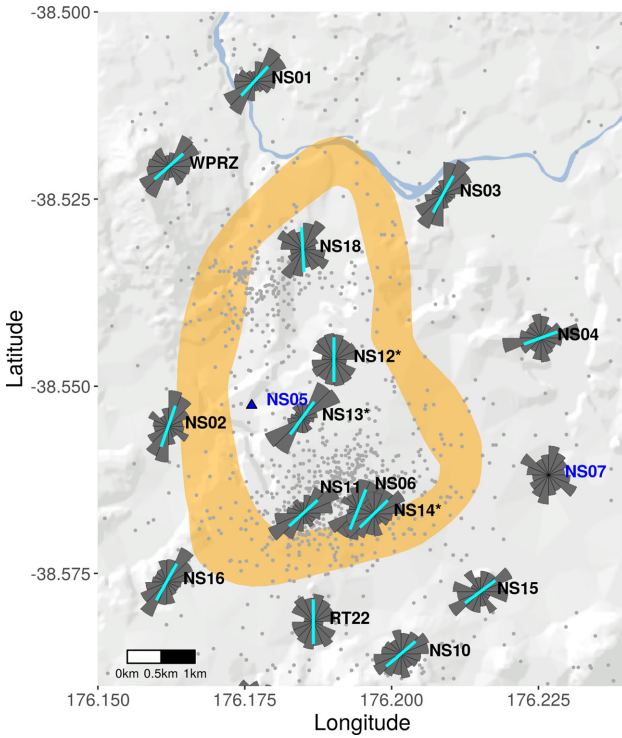 -38.500
NS01
WPRZ
-38.525
NS03
NS18
NS04
NS12*
-38.550
NS05
NS13*
NS02
NS07
NS11
NS06
NS14*
-38.575
NS16
NS15
RT22
NS10
0km 0.5km 1km
176.150 176.175 176.200 176.225
Longitude
Latitude